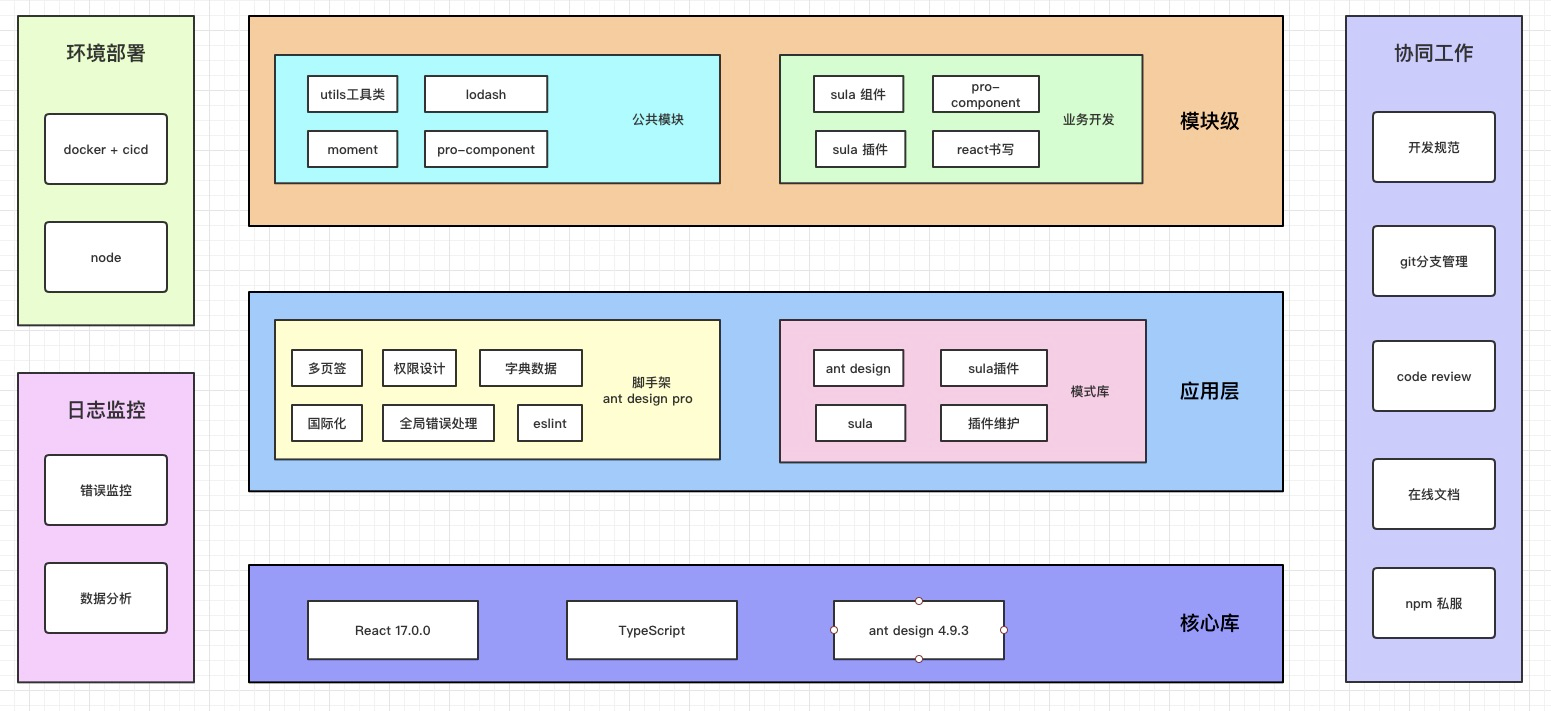 环境部署
docker + cicd
node
日志监控
错误监控
数据分析
utils工具类
lodash
moment
pro-component
公共模块
sula 组件
pro-
component
sula 插件
react书写
业务开发
模块级
多页签
权限设计
字典数据
国际化
全局错误处理
eslint
脚手架
ant design pro
ant design
sula插件
sula
插件维护
模式库
应用层
React 17.0.0
TypeScript
ant design 4.9.3
核心库
协同工作
开发规范
git分支管理
code review
在线文档
npm 私服